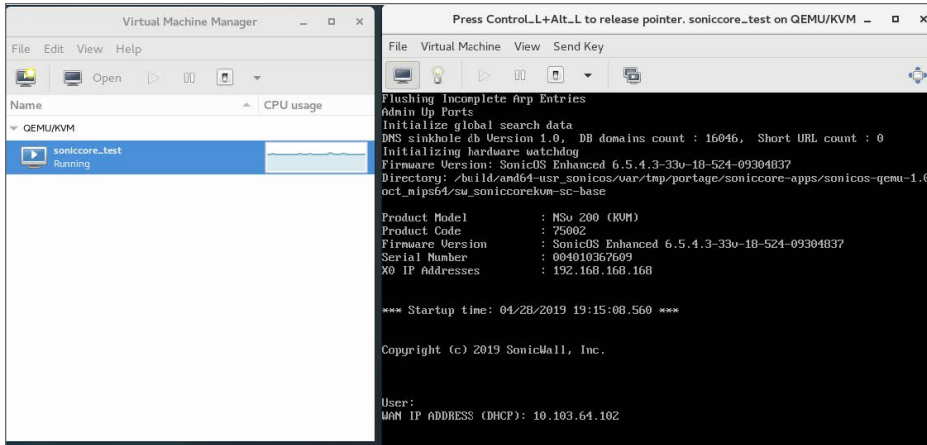 Virtual Machine Manager
File Edit View Help
Open
Name CPU usage
QEMU/KVM
soniccore_test
Running
Press Control_L+Alt_L to release pointer. soniccore_test on QEMU/KVM
File Virtual Machine View Send Key
Flushing Incomplete Arp Entries
Admin Up Ports
Initialize global search data
DNS sinkhole db Version 1.0, DB domains count : 16046, Short URL count : 0
Initializing hardware watchdog
Firmware Version: SonicOS Enhanced 6.5.4.3-33v-18-524-09304837
Directory: /build/amd64-usr_sonicos/var/tmp/portage/soniccore-apps/sonicos-qemu-1.0
oct_mips64/sw_soniccorekvm-sc-base
Product Model : NSv 200 (KVM)
Product Code : 75002
Firmware Version : SonicOS Enhanced 6.5.4.3-33v-18-524-09304837
Serial Number : 004010367609
X0 IP Addresses : 192.168.168.168
*** Startup time: 04/28/2019 19:15:08.560 ***
Copyright (c) 2019 SonicWall, Inc.
User:
WAN IP ADDRESS (DHCP): 10.103.64.102